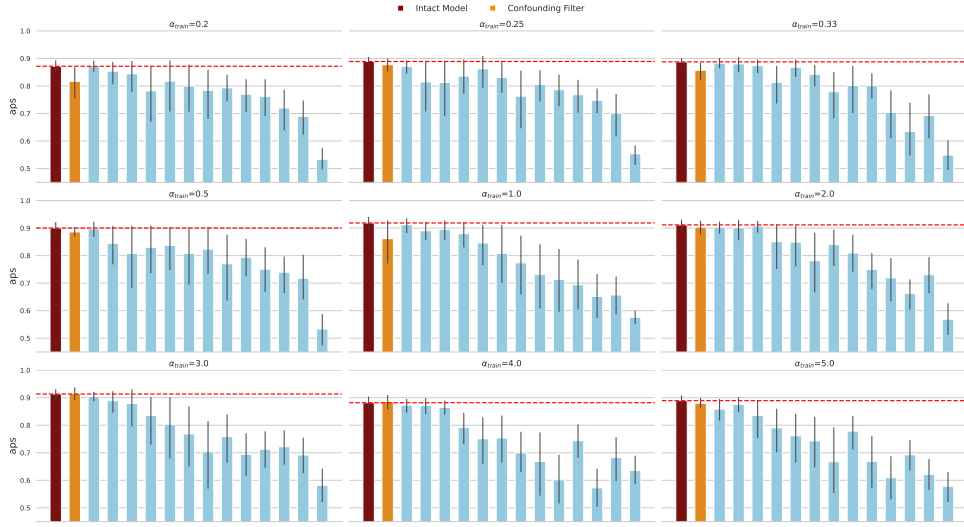 Intact Model Confounding Filter
α_train=0.2 α_train=0.25 α_train=0.33
1.0
0.9
0.8
0.7
0.6
0.5
aps
α_train=0.5 α_train=1.0 α_train=2.0
1.0
0.9
0.8
0.7
0.6
0.5
aps
α_train=3.0 α_train=4.0 α_train=5.0
1.0
0.9
0.8
0.7
0.6
0.5
aps